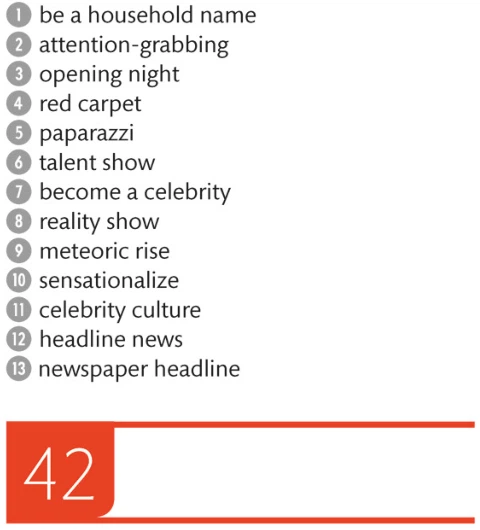 1 be a household name
2 attention-grabbing
3 opening night
4 red carpet
5 paparazzi
6 talent show
7 become a celebrity
8 reality show
9 meteoric rise
10 sensationalize
11 celebrity culture
12 headline news
13 newspaper headline
42